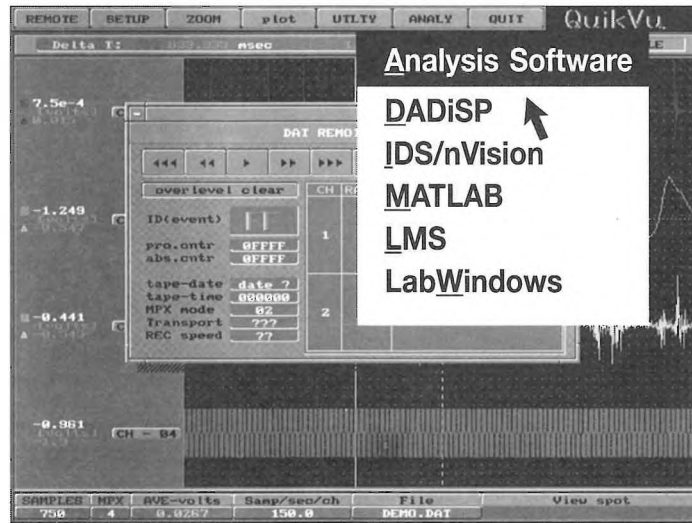 REMOTE SETUP ZOOM plot UTLTY ANALY QUIT QuikVu
Delta T: msec
Analysis Software
DADiSP
IDS/nVision
MATLAB
LMS
LabWindows
7.5e-4
DAT REMO
overlevel clear CH
-1.249
ID(event)
1
pro.cntr 0FFFF
abs.cntr 0FFFF
tape-date date ?
tape-time 000000
MPX mode 02
2
-0.441
Transport ???
REC speed ??
-0.961
CH - 04
SAMPLES MPX AVE-volts Samp/sec/ch File View spot
750 4 0.0267 150.0 DEMO.DAT